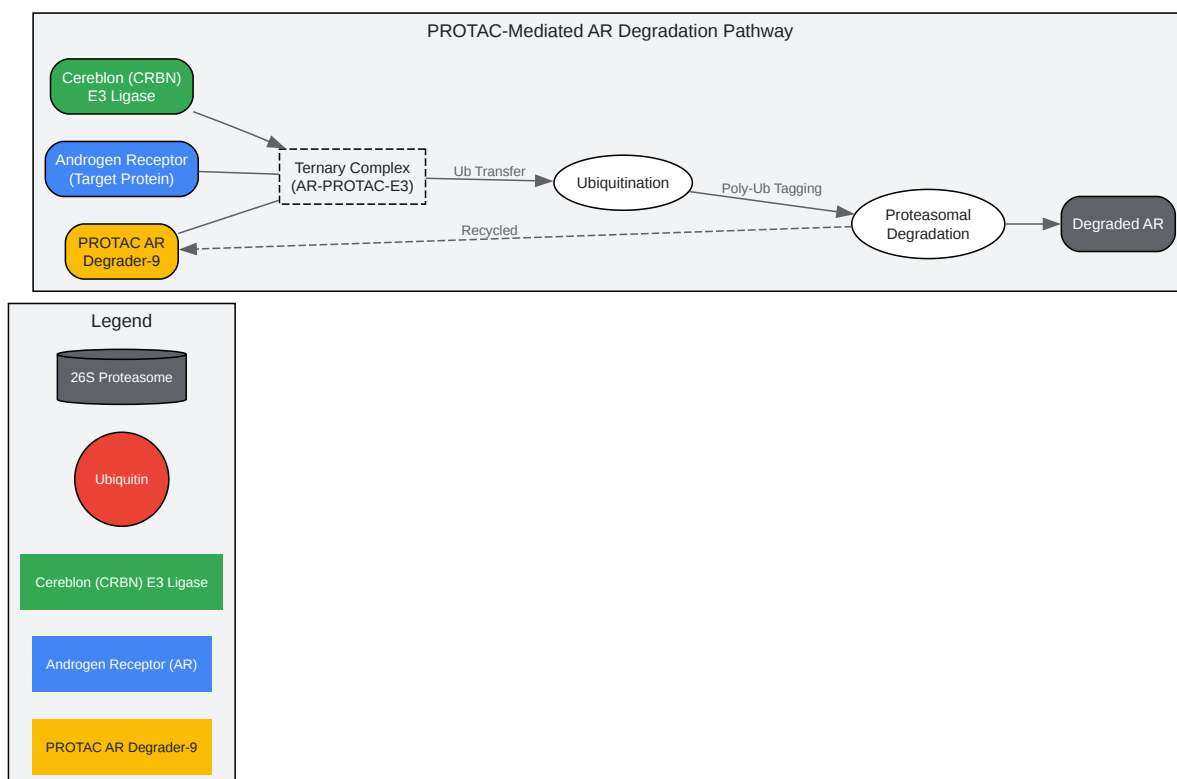 PROTAC-Mediated AR Degradation Pathway
Cereblon (CRBN)
E3 Ligase
Androgen Receptor
(Target Protein)
PROTAC AR
Degrader-9
Ternary Complex
(AR-PROTAC-E3)
Ub Transfer
Ubiquitination
Poly-Ub Tagging
Recycled
Proteasomal
Degradation
Degraded AR
Legend
26S Proteasome
Ubiquitin
Cereblon (CRBN) E3 Ligase
Androgen Receptor (AR)
PROTAC AR Degrader-9